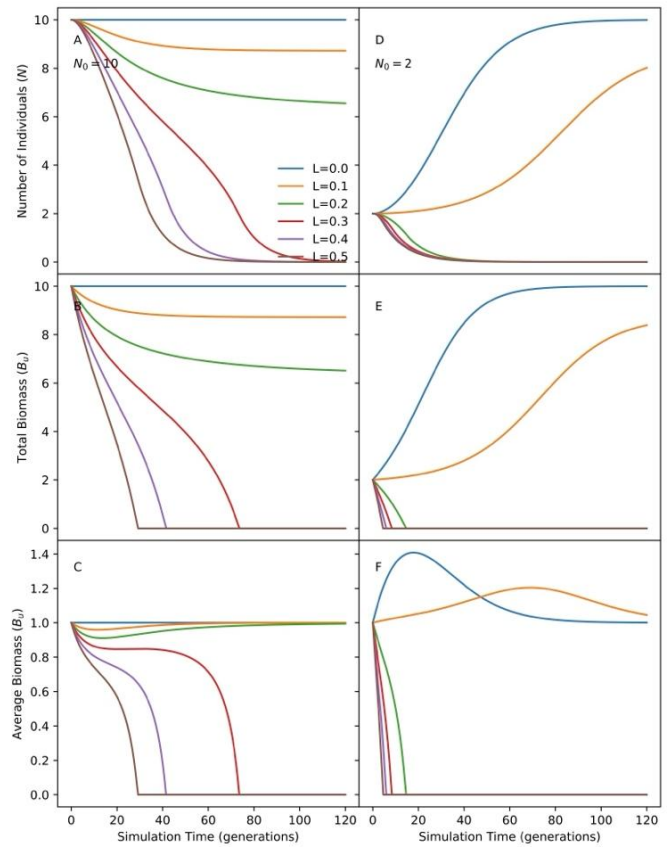 10
8
6
4
2
0
Number of Individuals (N)
A
N₀ = 10
L=0.0
L=0.1
L=0.2
L=0.3
L=0.4
L=0.5
D
N₀ = 2
10
8
6
4
2
0
Total Biomass (Bᵤ)
B
E
1.4
1.2
1.0
0.8
0.6
0.4
0.2
0.0
Average Biomass (Bᵤ)
C
F
0 20 40 60 80 100 120
0 20 40 60 80 100 120
Simulation Time (generations)
Simulation Time (generations)